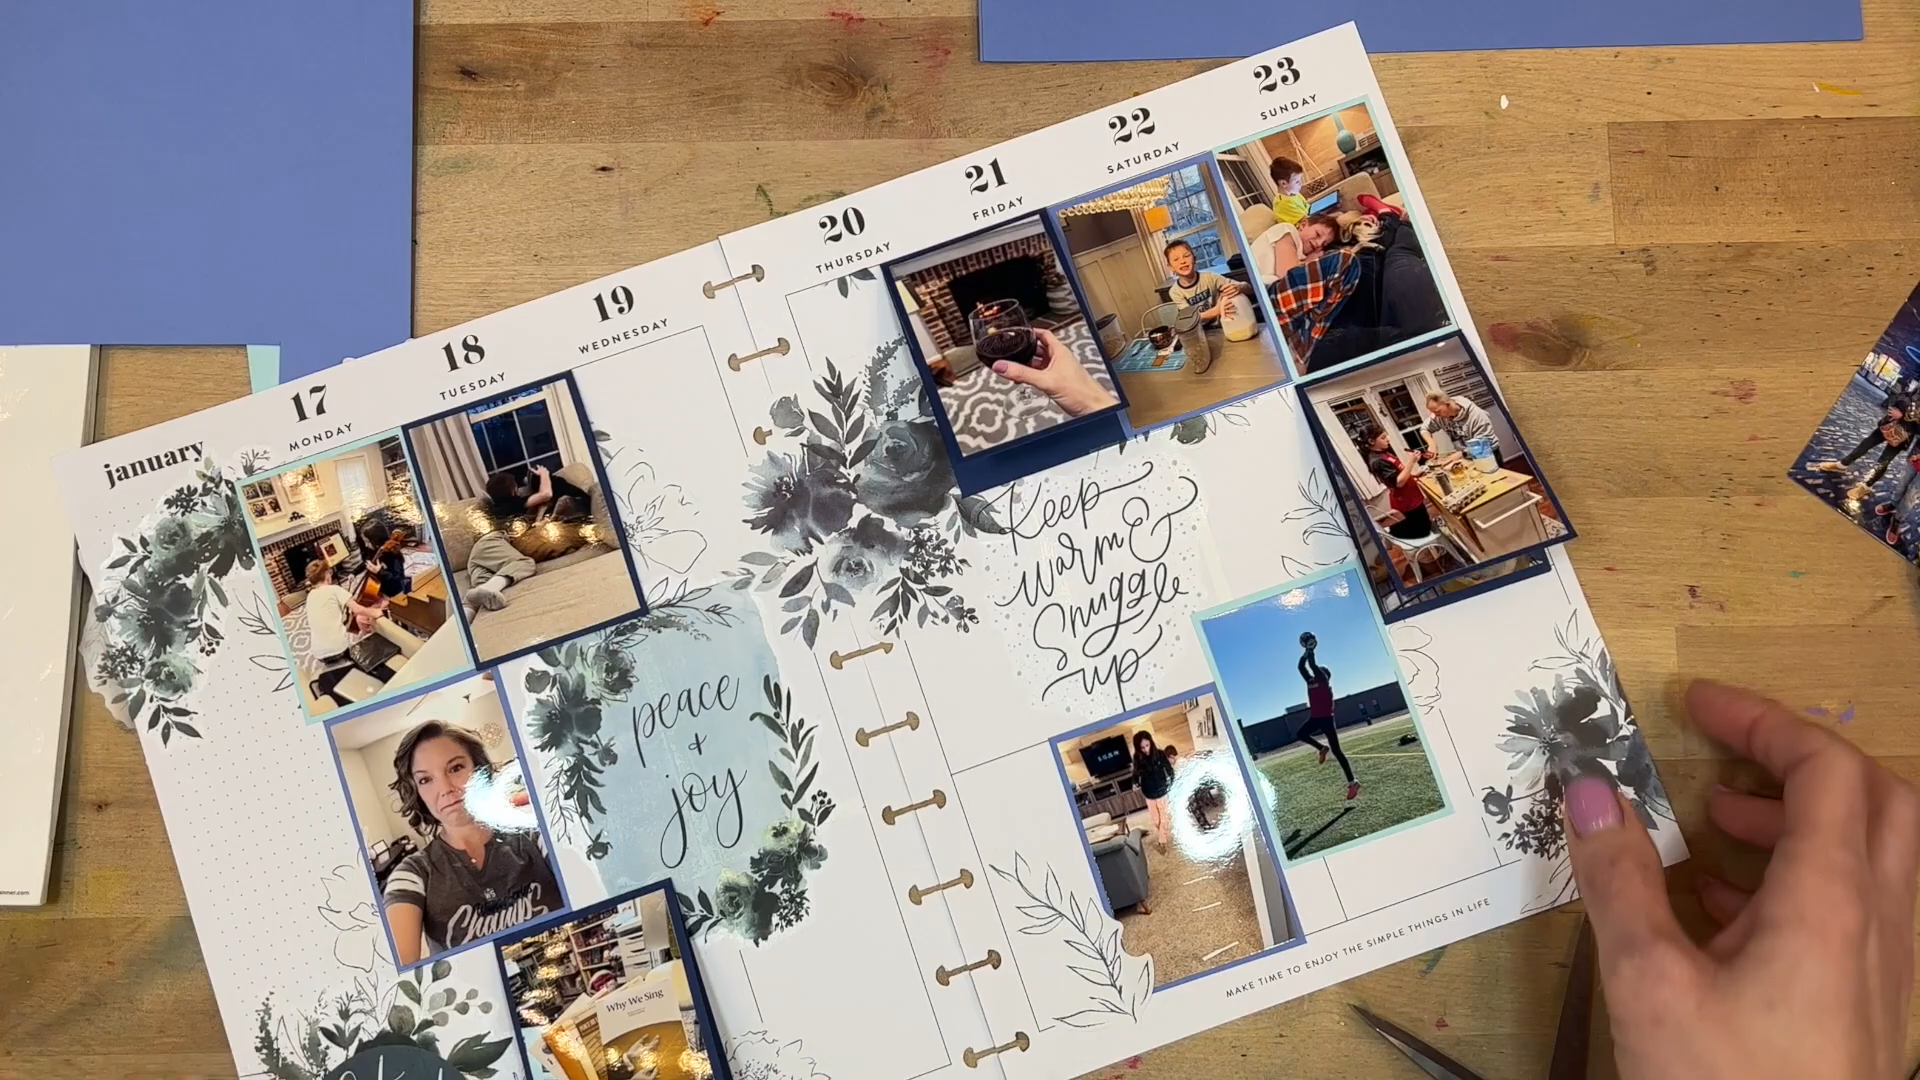 january
17
MONDAY
18
TUESDAY
19
WEDNESDAY
20
THURSDAY
21
FRIDAY
22
SATURDAY
23
SUNDAY
peace
+
joy
Keep
warm &
Snuggle
up
Champs
Why We Sing
MAKE TIME TO ENJOY THE SIMPLE THINGS IN LIFE